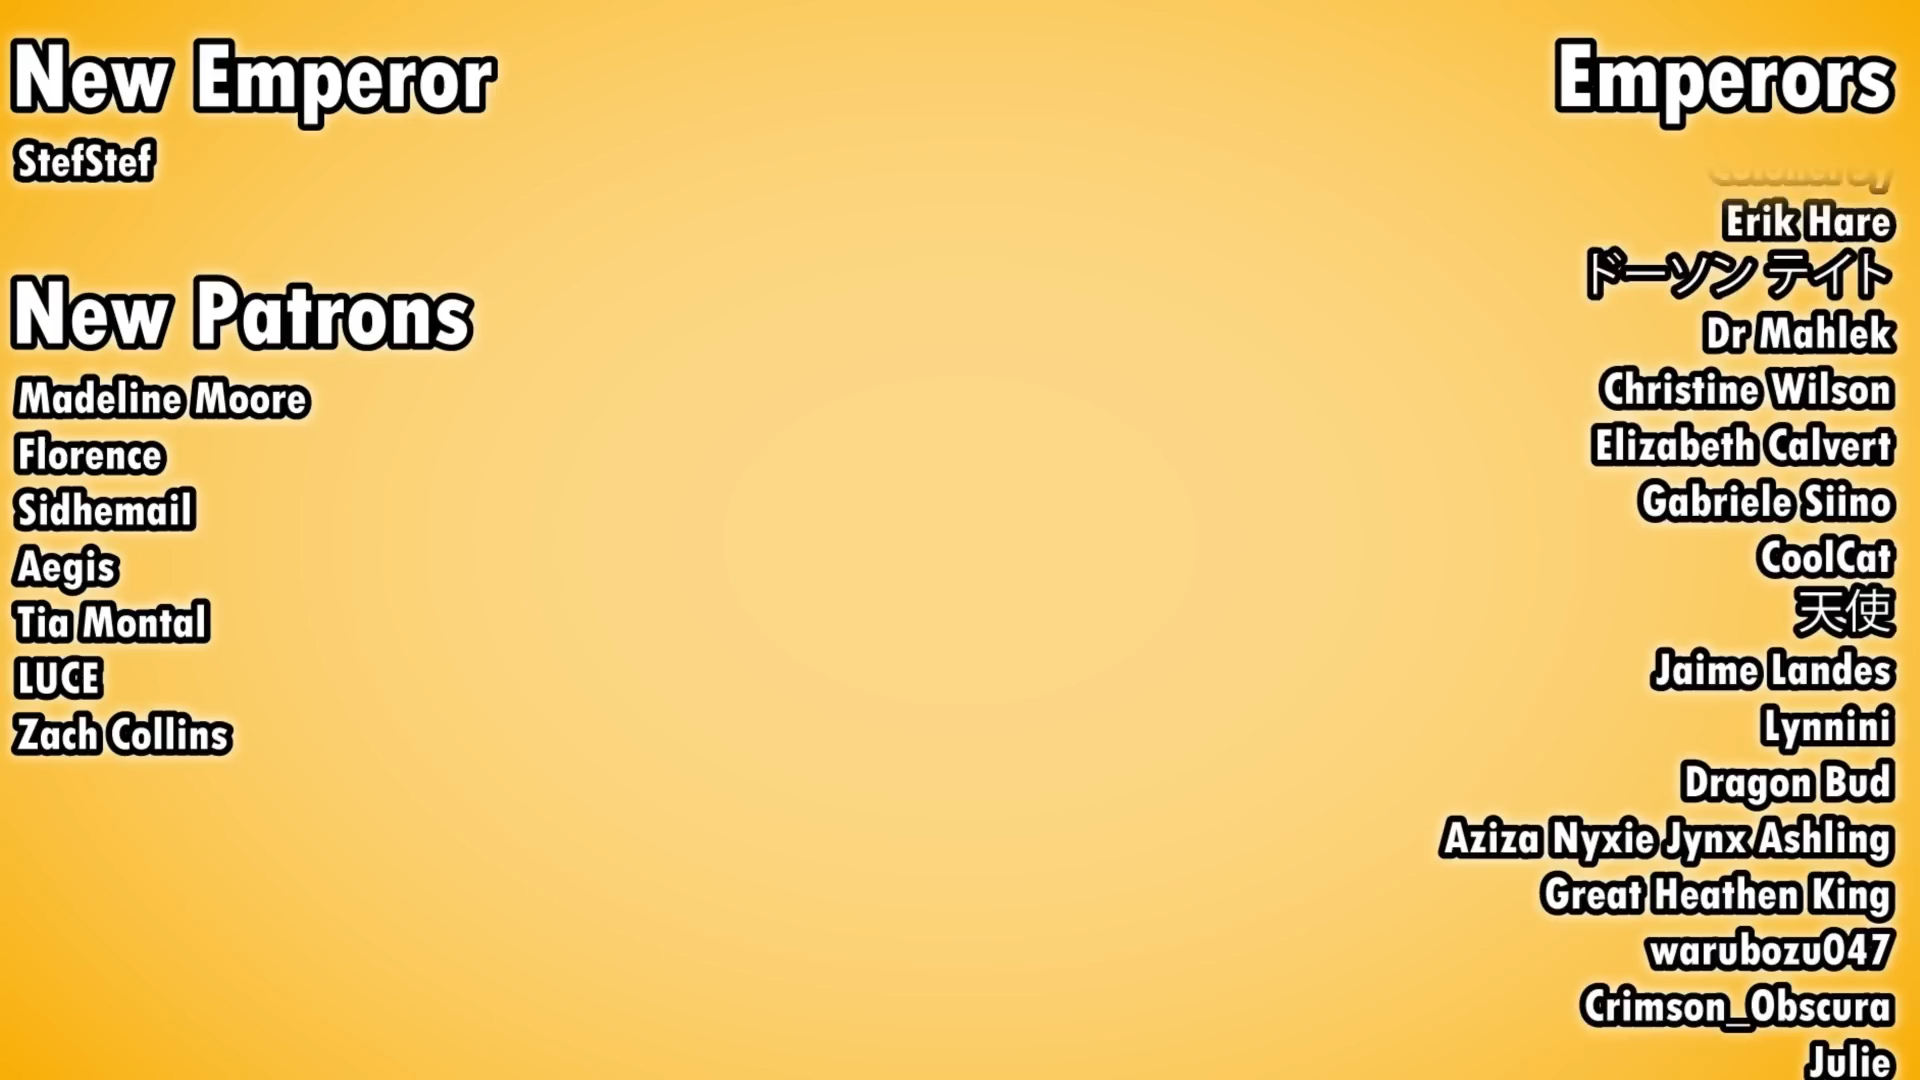 New Emperor
StefStef
New Patrons
Madeline Moore
Florence
Sidhemail
Aegis
Tia Montal
LUCE
Zach Collins
Emperors
Erik Hare
ドーソン テイト
Dr Mahlek
Christine Wilson
Elizabeth Calvert
Gabriele Siino
CoolCat
天使
Jaime Landes
Lynnini
Dragon Bud
Aziza Nyxie Jynx Ashling
Great Heathen King
warubozu047
Crimson_Obscura
Julie